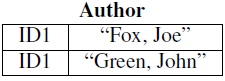 Author
ID1 “Fox, Joe”
ID1 “Green, John”